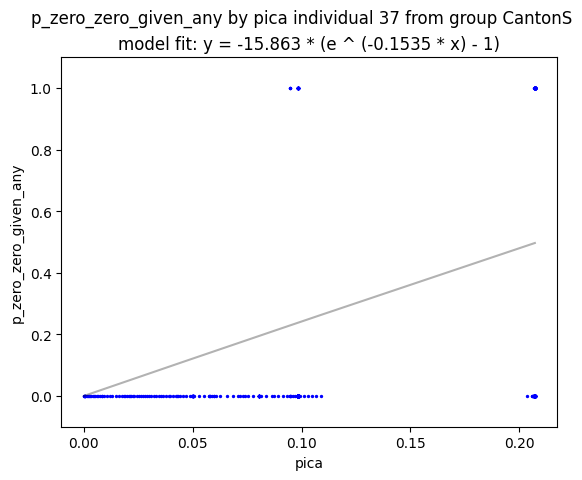 p_zero_zero_given_any by pica individual 37 from group CantonS
model fit: y = -15.863 * (e ^ (-0.1535 * x) - 1)
1.0
0.8
0.6
0.4
0.2
0.0
p_zero_zero_given_any
0.00 0.05 0.10 0.15 0.20
pica